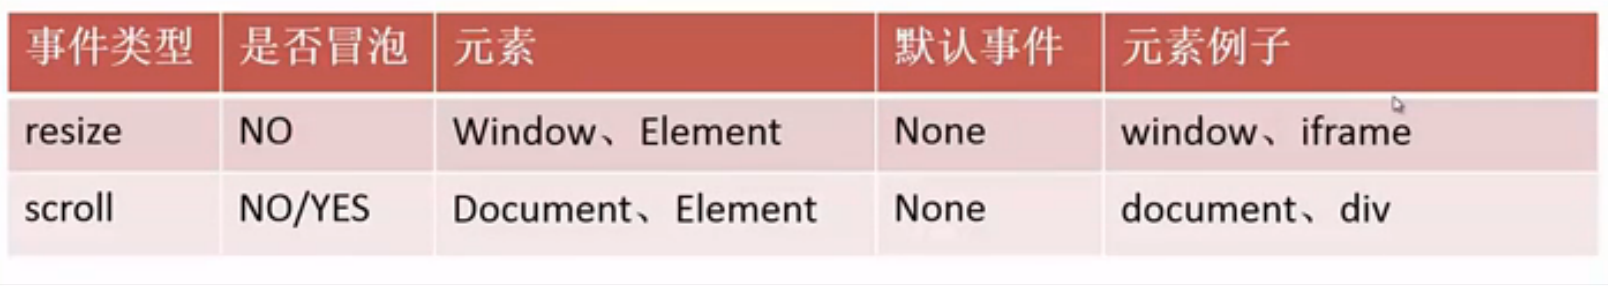 事件类型 是否冒泡 元素 默认事件 元素例子
resize NO Window、Element None window、iframe
scroll NO/YES Document、Element None document、div